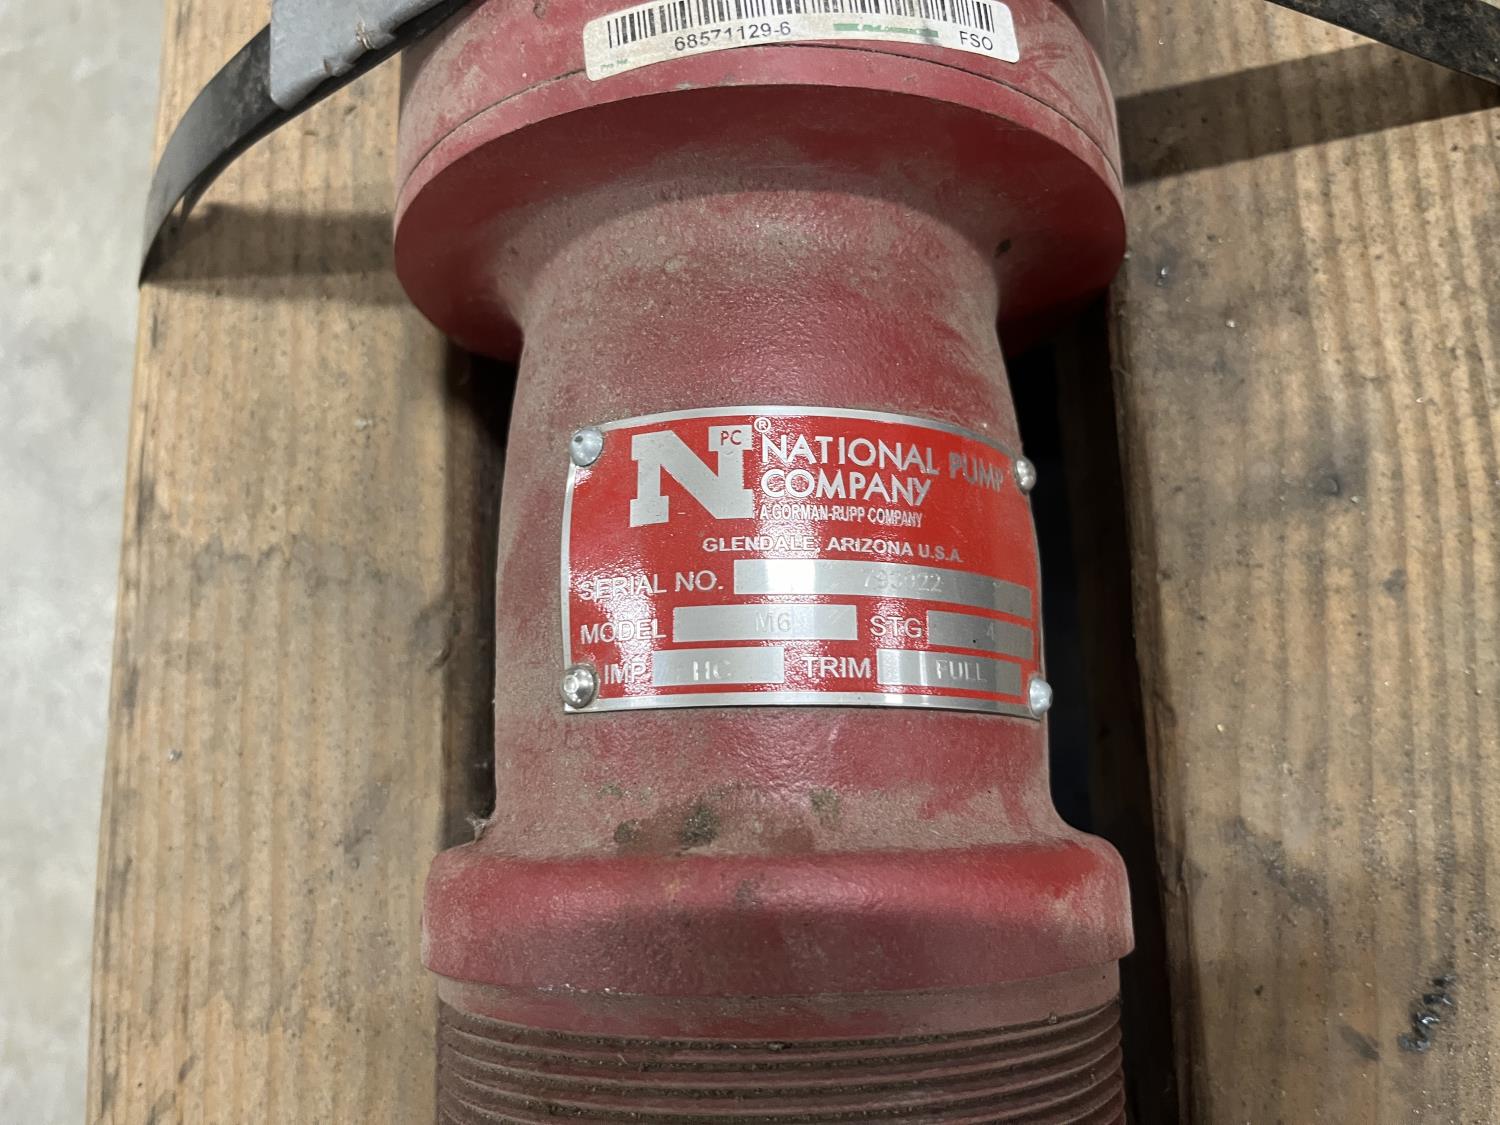 68571129-6
FSO
PC
N ®
NATIONAL PUMP
COMPANY
A GORMAN-RUPP COMPANY
GLENDALE, ARIZONA U.S.A.
SERIAL NO. 793022
MODEL M6 STG 4
IMP HC TRIM FULL